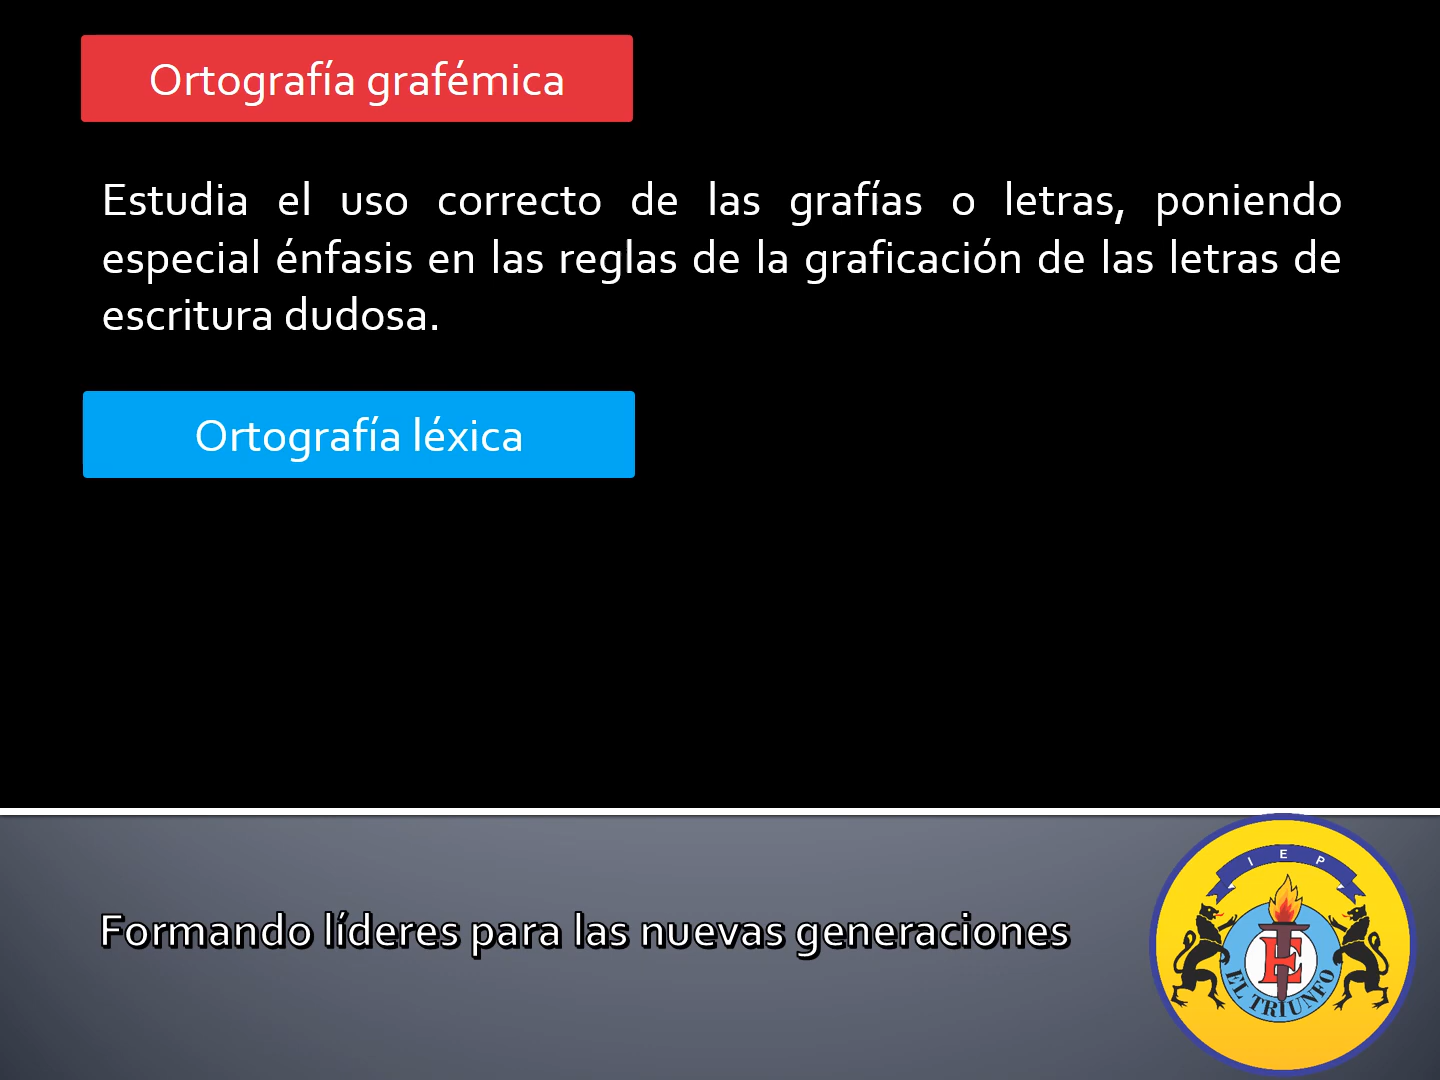 Ortografía grafémica
Estudia el uso correcto de las grafías o letras, poniendo
especial énfasis en las reglas de la graficación de las letras de
escritura dudosa.
Ortografía léxica
Formando líderes para las nuevas generaciones
I E P
E
EL TRIUNFO